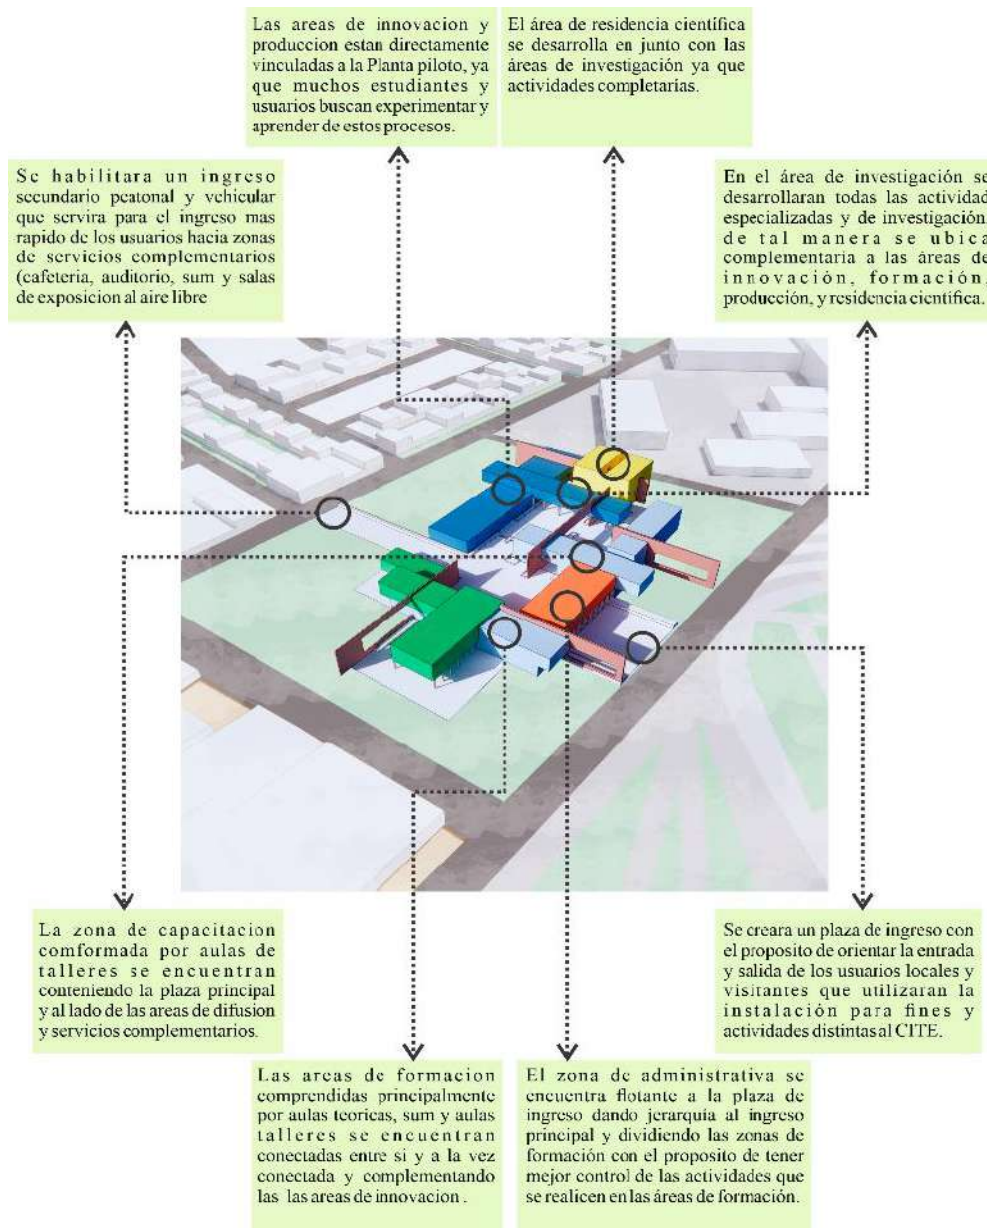 Las areas de innovacion y
produccion estan directamente
vinculadas a la Planta piloto, ya
que muchos estudiantes y
usuarios buscan experimentar y
aprender de estos procesos.
El área de residencia científica
se desarrolla en junto con las
áreas de investigación ya que
actividades completarías.
Se habilitara un ingreso
secundario peatonal y vehicular
que servira para el ingreso mas
rapido de los usuarios hacia zonas
de servicios complementarios
(cafeteria, auditorio, sum y salas
de exposicion al aire libre
En el área de investigación se
desarrollaran todas las actividad
especializadas y de investigación,
de tal manera se ubica
complementaria a las áreas de
innovación, formación,
producción, y residencia científica.
La zona de capacitacion
comformada por aulas de
talleres se encuentran
conteniendo la plaza principal
y al lado de las areas de difusion
y servicios complementarios.
Se creara un plaza de ingreso con
el proposito de orientar la entrada
y salida de los usuarios locales y
visitantes que utilizaran la
instalación para fines y
actividades distintas al CITE.
Las areas de formacion
comprendidas principalmente
por aulas teoricas, sum y aulas
talleres se encuentran
conectadas entre si y a la vez
conectada y complementando
las las areas de innovacion .
El zona de administrativa se
encuentra flotante a la plaza de
ingreso dando jerarquía al ingreso
principal y dividiendo las zonas de
formación con el proposito de tener
mejor control de las actividades que
se realicen en las áreas de formación.